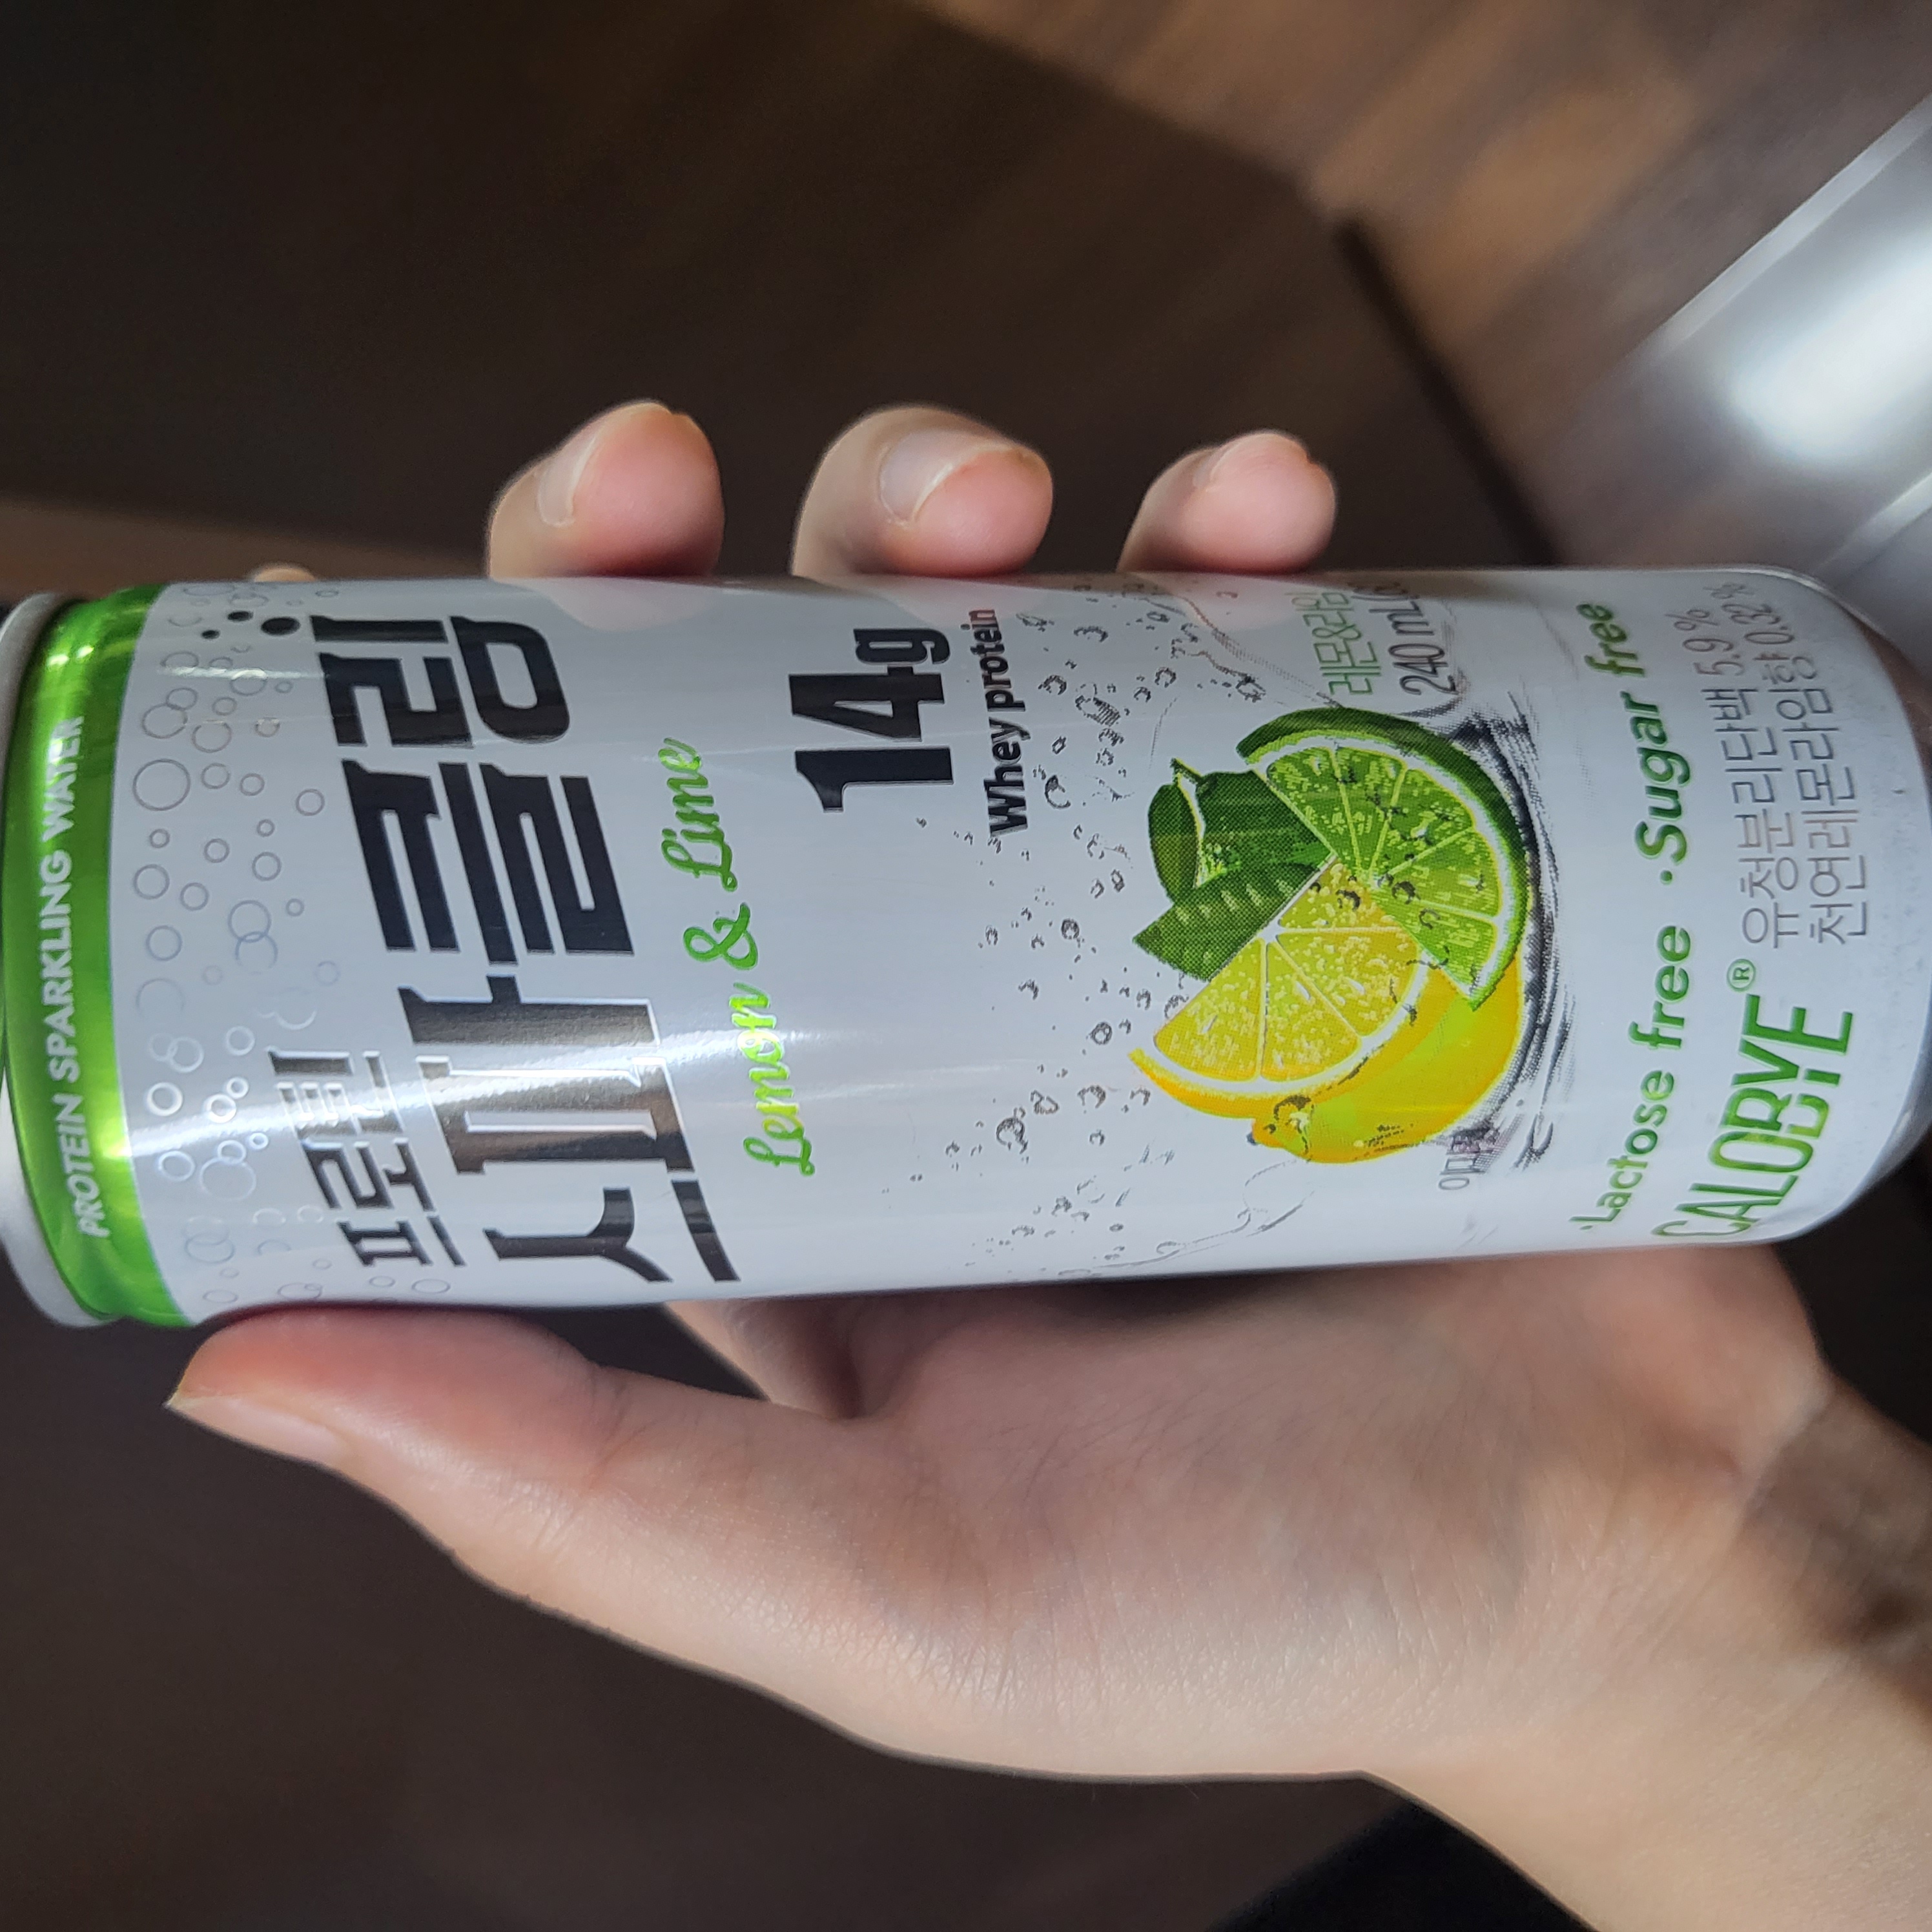 PROTEIN SPARKLING WATER
프로틴
스파클링
Lemon & Lime
14g
Whey protein
레몬&라임
240 mL
·Lactose free ·Sugar free
CALOBYE®
유청분리단백 5.9 %
천연레몬라임향 0.32 %